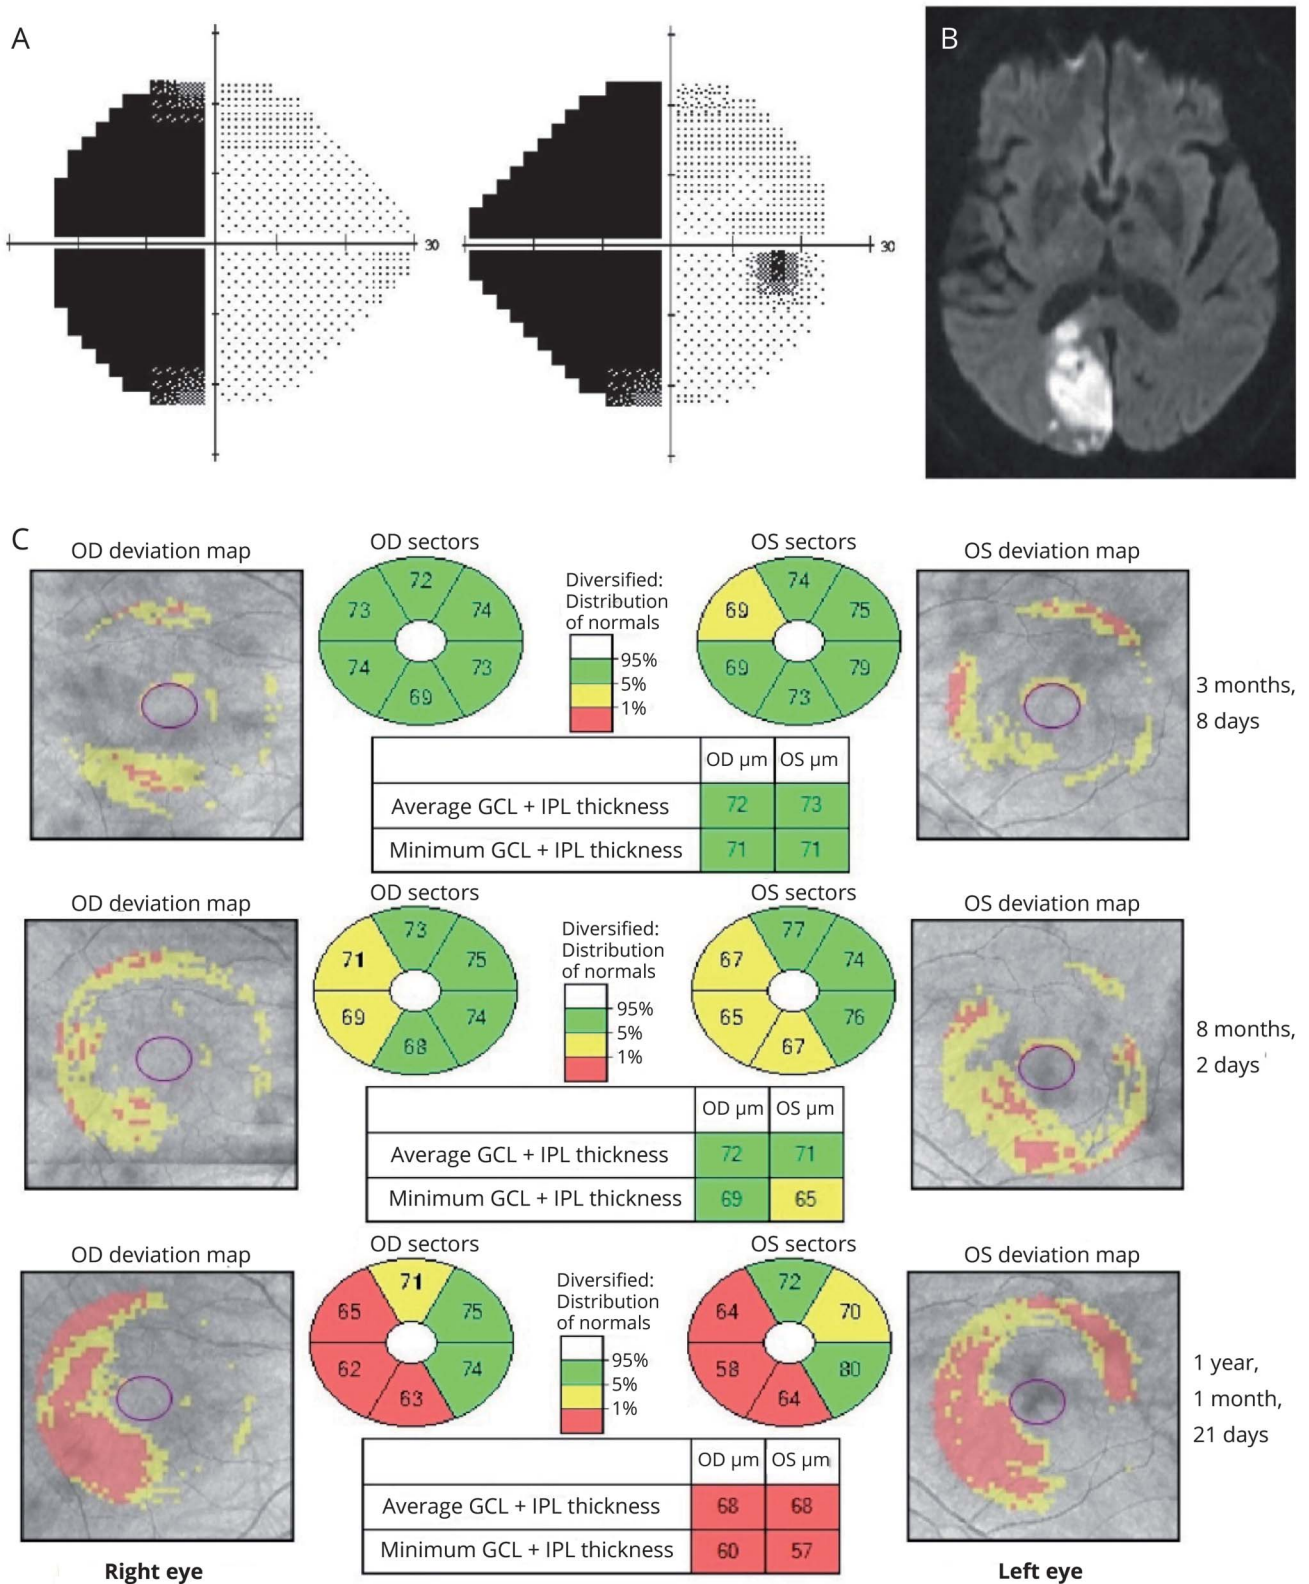 A
30
30
B
C
OD deviation map
OD sectors
OS sectors
OS deviation map
72
73
74
74
73
69
Diversified:
Distribution
of normals
95%
5%
1%
74
69
75
69
79
73
3 months,
8 days
OD µm
OS µm
Average GCL + IPL thickness
72
73
Minimum GCL + IPL thickness
71
71
OD deviation map
OD sectors
OS sectors
OS deviation map
73
71
75
69
74
68
Diversified:
Distribution
of normals
95%
5%
1%
77
67
74
65
76
67
8 months,
2 days
OD µm
OS µm
Average GCL + IPL thickness
72
71
Minimum GCL + IPL thickness
69
65
OD deviation map
OD sectors
OS sectors
OS deviation map
71
65
75
62
74
63
Diversified:
Distribution
of normals
95%
5%
1%
72
64
70
58
80
64
1 year,
1 month,
21 days
OD µm
OS µm
Average GCL + IPL thickness
68
68
Minimum GCL + IPL thickness
60
57
Right eye
Left eye